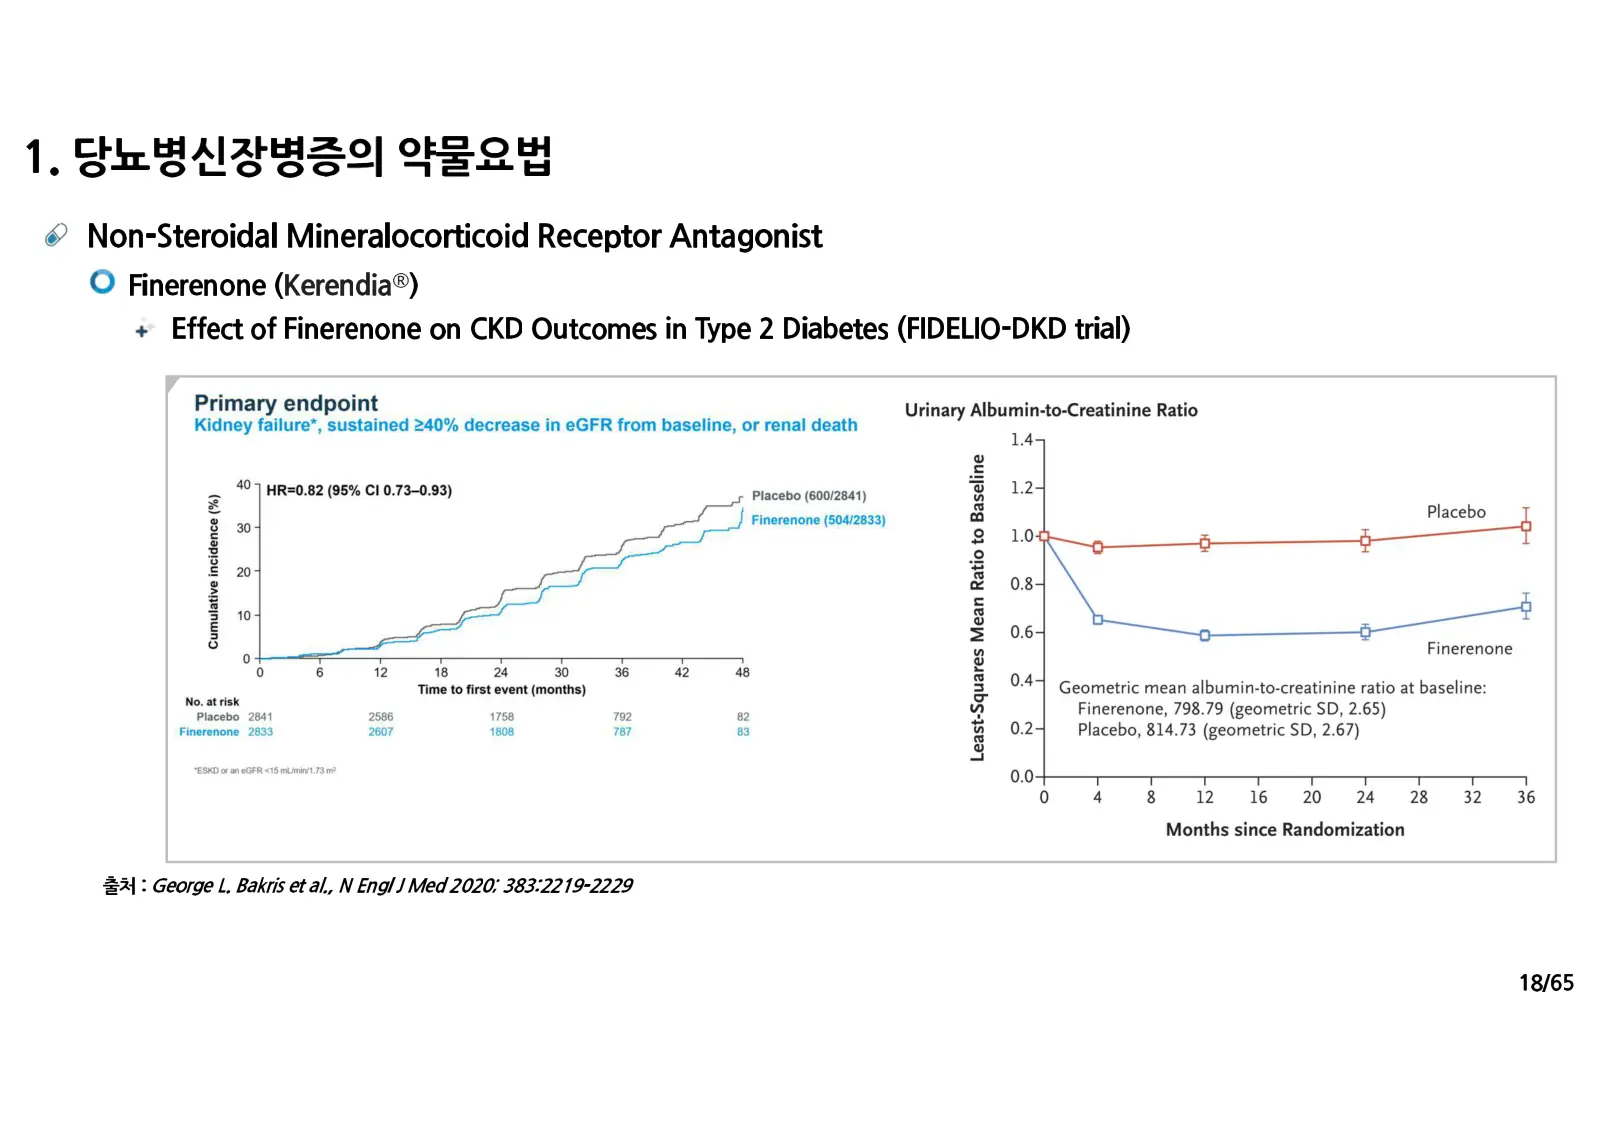 1. 당뇨병신장병증의 약물요법
Non-Steroidal Mineralocorticoid Receptor Antagonist
Finerenone (Kerendia®)
Effect of Finerenone on CKD Outcomes in Type 2 Diabetes (FIDELIO-DKD trial)
Primary endpoint
Kidney failure*, sustained ≥40% decrease in eGFR from baseline, or renal death
HR=0.82 (95% CI 0.73–0.93)
Placebo (600/2841)
Finerenone (504/2833)
Cumulative incidence (%)
40
30
20
10
0
0 6 12 18 24 30 36 42 48
Time to first event (months)
No. at risk
Placebo 2841 2586 1758 792 82
Finerenone 2833 2607 1808 787 83
*ESKD or an eGFR <15 mL/min/1.73 m²
Urinary Albumin-to-Creatinine Ratio
Least-Squares Mean Ratio to Baseline
1.4
1.2
1.0
0.8
0.6
0.4
0.2
0.0
Placebo
Finerenone
Geometric mean albumin-to-creatinine ratio at baseline:
Finerenone, 798.79 (geometric SD, 2.65)
Placebo, 814.73 (geometric SD, 2.67)
0 4 8 12 16 20 24 28 32 36
Months since Randomization
출처 : George L. Bakris et al., N Engl J Med 2020; 383:2219-2229
18/65